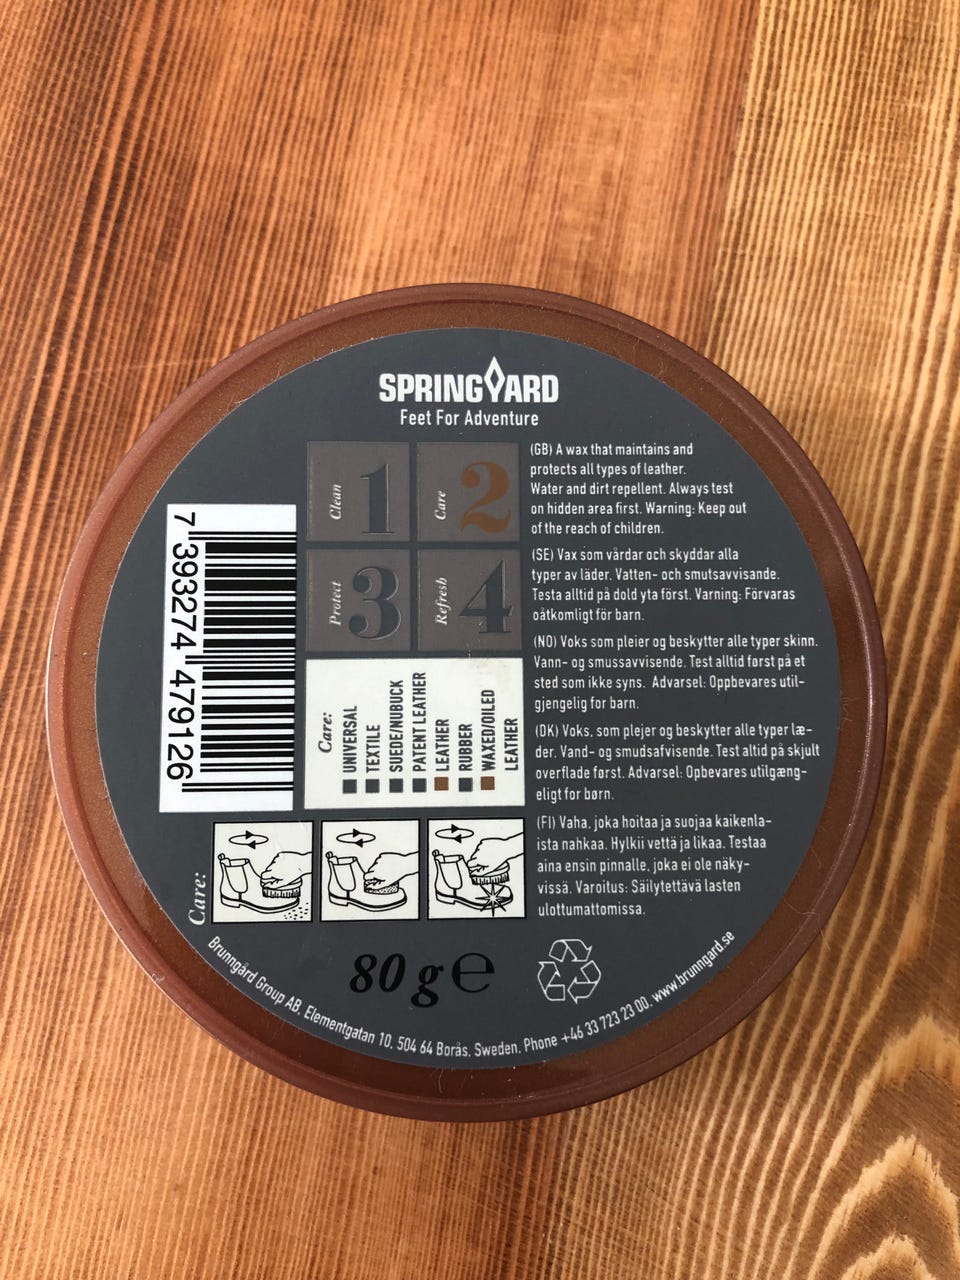 SPRINGYARD
Feet For Adventure
Clean 1
Care 2
Protect 3
Refresh 4
7 393274 479126
Care:
UNIVERSAL
TEXTILE
SUEDE/NUBUCK
PATENT LEATHER
LEATHER
RUBBER
WAXED/OILED
LEATHER
(GB) A wax that maintains and
protects all types of leather.
Water and dirt repellent. Always test
on hidden area first. Warning: Keep out
of the reach of children.
(SE) Vax som vårdar och skyddar alla
typer av läder. Vatten- och smutsavvisande.
Testa alltid på dold yta först. Varning: Förvaras
oåtkomligt för barn.
(NO) Voks som pleier og beskytter alle typer skinn.
Vann- og smussavvisende. Test alltid først på et
sted som ikke syns. Advarsel: Oppbevares util-
gjengelig for barn.
(DK) Voks, som plejer og beskytter alle typer læ-
der. Vand- og smudsafvisende. Test altid på skjult
overflade først. Advarsel: Opbevares utilgæng-
eligt for børn.
(FI) Vaha, joka hoitaa ja suojaa kaikenla-
ista nahkaa. Hylkii vettä ja likaa. Testaa
aina ensin pinnalle, joka ei ole näky-
vissä. Varoitus: Säilytettävä lasten
ulottumattomissa.
Care:
80 g e
Brunngård Group AB, Elementgatan 10, 504 64 Borås, Sweden, Phone +46 33 723 23 00, www.brunngard.se